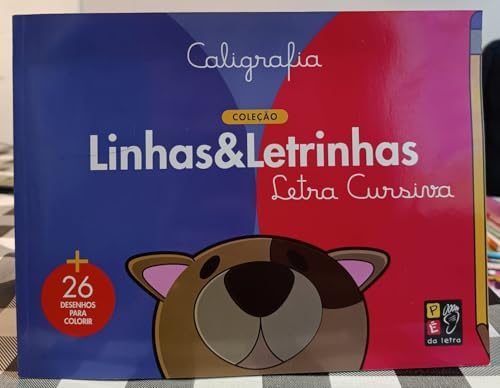 Caligrafia
COLEÇÃO
Linhas&Letrinhas
Letra Cursiva
+
26
DESENHOS
PARA
COLORIR
PÉ
da letra